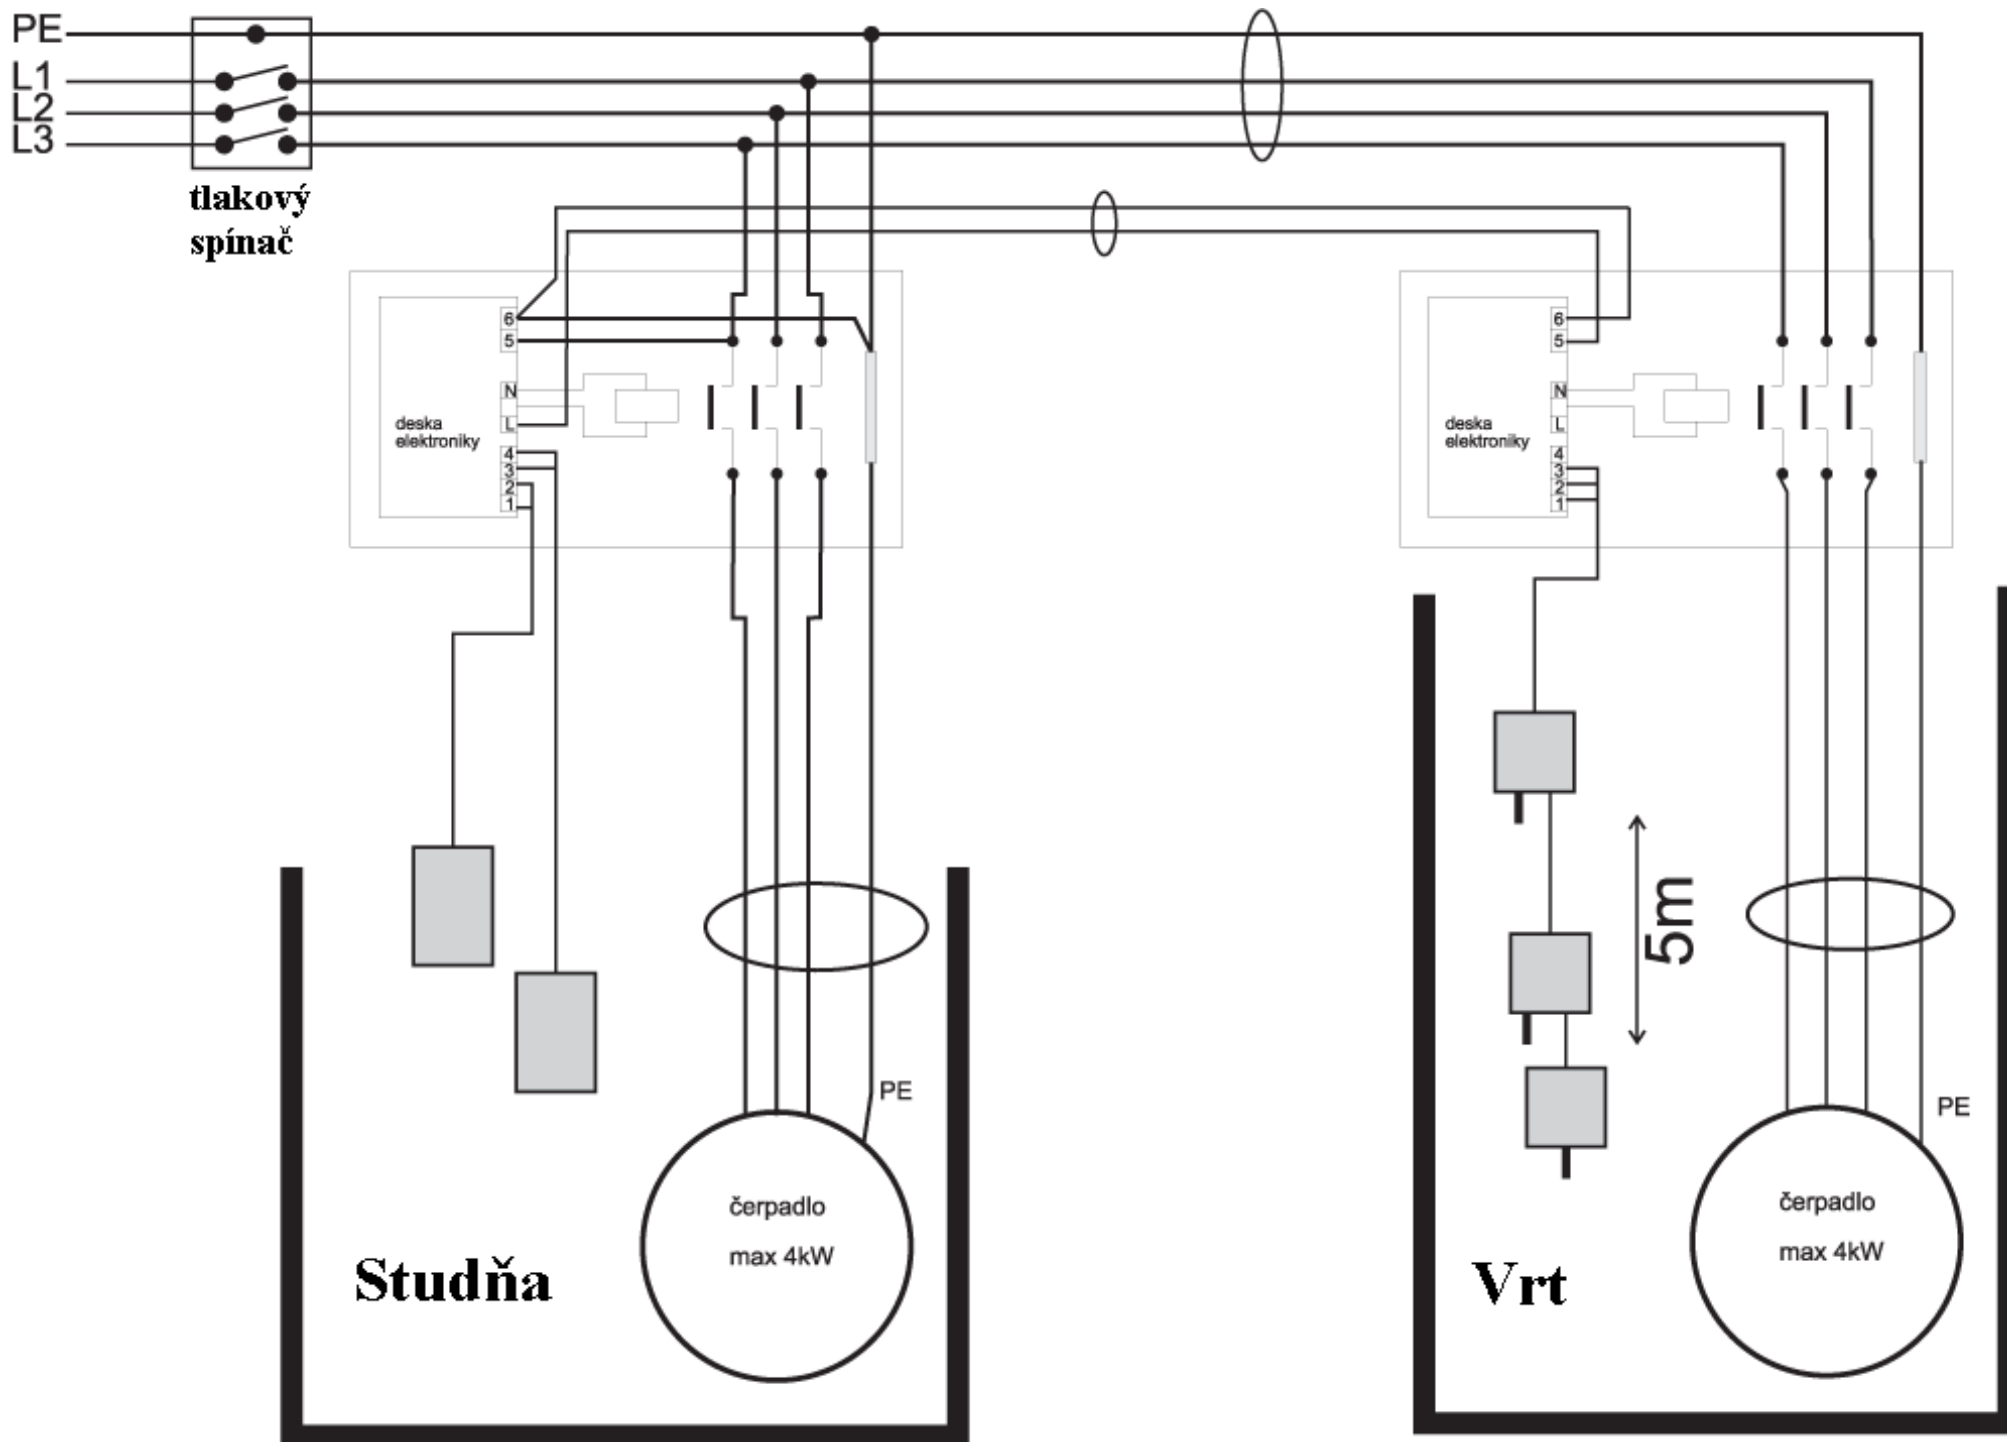 PE
L1
L2
L3
tlakový
spínač
6
5
N
L
4
3
2
1
deska
elektroniky
6
5
N
L
4
3
2
1
deska
elektroniky
5m
PE
čerpadlo
max 4kW
Studňa
PE
čerpadlo
max 4kW
Vrt